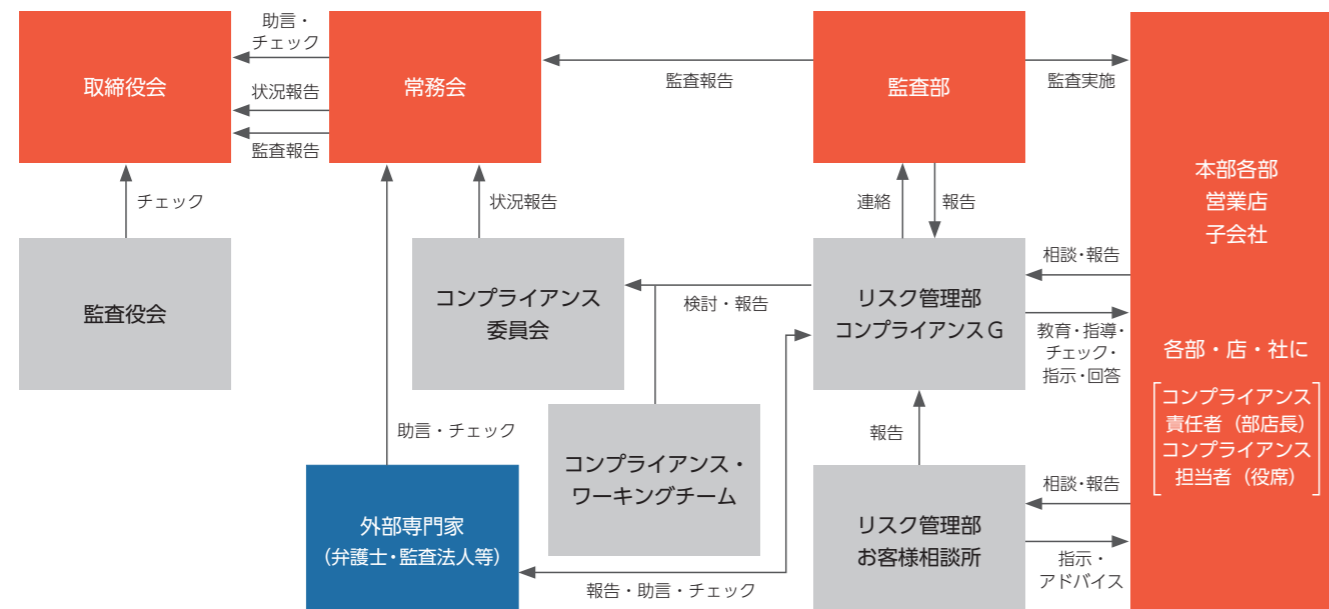 助言・
チェック
取締役会
状況報告
監査報告
常務会
監査報告
監査部
監査実施
本部各部
営業店
子会社
各部・店・社に
コンプライアンス
責任者（部店長）
コンプライアンス
担当者（役席）
チェック
状況報告
連絡
報告
監査役会
コンプライアンス
委員会
検討・報告
リスク管理部
コンプライアンスG
相談・報告
教育・指導・
チェック・
指示・回答
助言・チェック
コンプライアンス・
ワーキングチーム
報告
外部専門家
（弁護士・監査法人等）
報告・助言・チェック
リスク管理部
お客様相談所
相談・報告
指示・
アドバイス